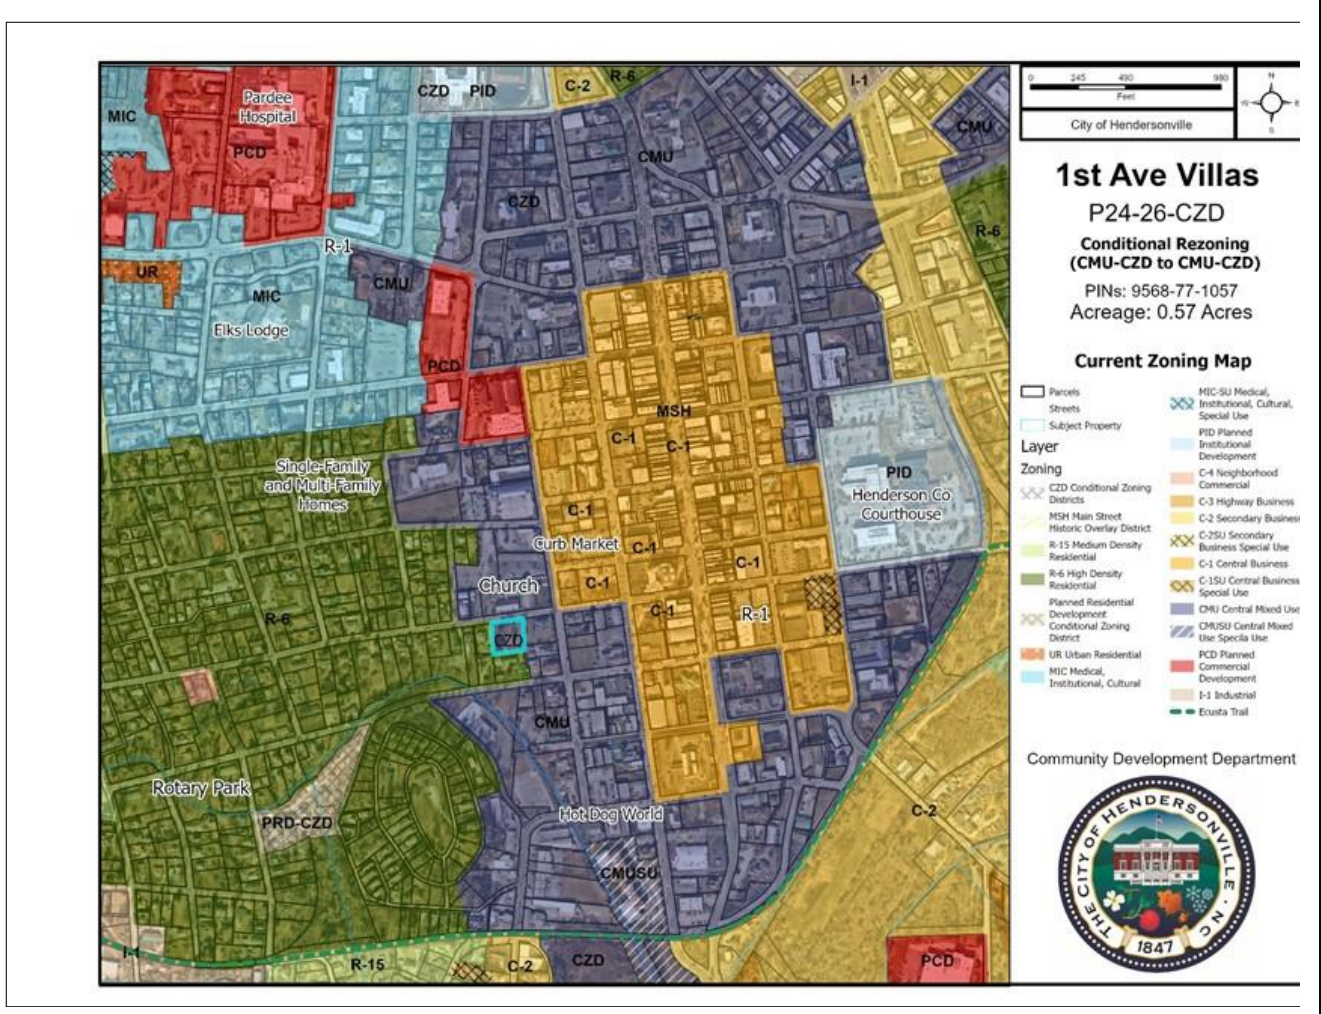 CZD
PID
C-2
R-6
I-1
MIC
Pardee
Hospital
PCD
CMU
CMU
CZD
R-6
R-1
UR
MIC
CMU
Elks Lodge
PCD
MSH
C-1
C-1
Single-Family
and Multi-Family
Homes
PID
Henderson Co
Courthouse
C-1
Curb Market
C-1
C-1
C-1
Church
C-1
R-1
R-6
CZD
CMU
Rotary Park
PRD-CZD
Hot Dog World
C-2
CMUSU
I-1
R-15
C-2
CZD
PCD
0 245 490 980
Feet
City of Hendersonville
N
W E
S
1st Ave Villas
P24-26-CZD
Conditional Rezoning
(CMU-CZD to CMU-CZD)
PINs: 9568-77-1057
Acreage: 0.57 Acres
Current Zoning Map
Parcels
Streets
Subject Property
Layer
Zoning
CZD Conditional Zoning
Districts
MSH Main Street
Historic Overlay District
R-15 Medium Density
Residential
R-6 High Density
Residential
Planned Residential
Development
Conditional Zoning
District
UR Urban Residential
MIC Medical,
Institutional, Cultural
MIC-SU Medical,
Institutional, Cultural,
Special Use
PID Planned
Institutional
Development
C-4 Neighborhood
Commercial
C-3 Highway Business
C-2 Secondary Business
C-2SU Secondary
Business Special Use
C-1 Central Business
C-1SU Central Business
Special Use
CMU Central Mixed Use
CMUSU Central Mixed
Use Specila Use
PCD Planned
Commercial
Development
I-1 Industrial
Ecusta Trail
Community Development Department
THE CITY OF HENDERSONVILLE · NC
1847